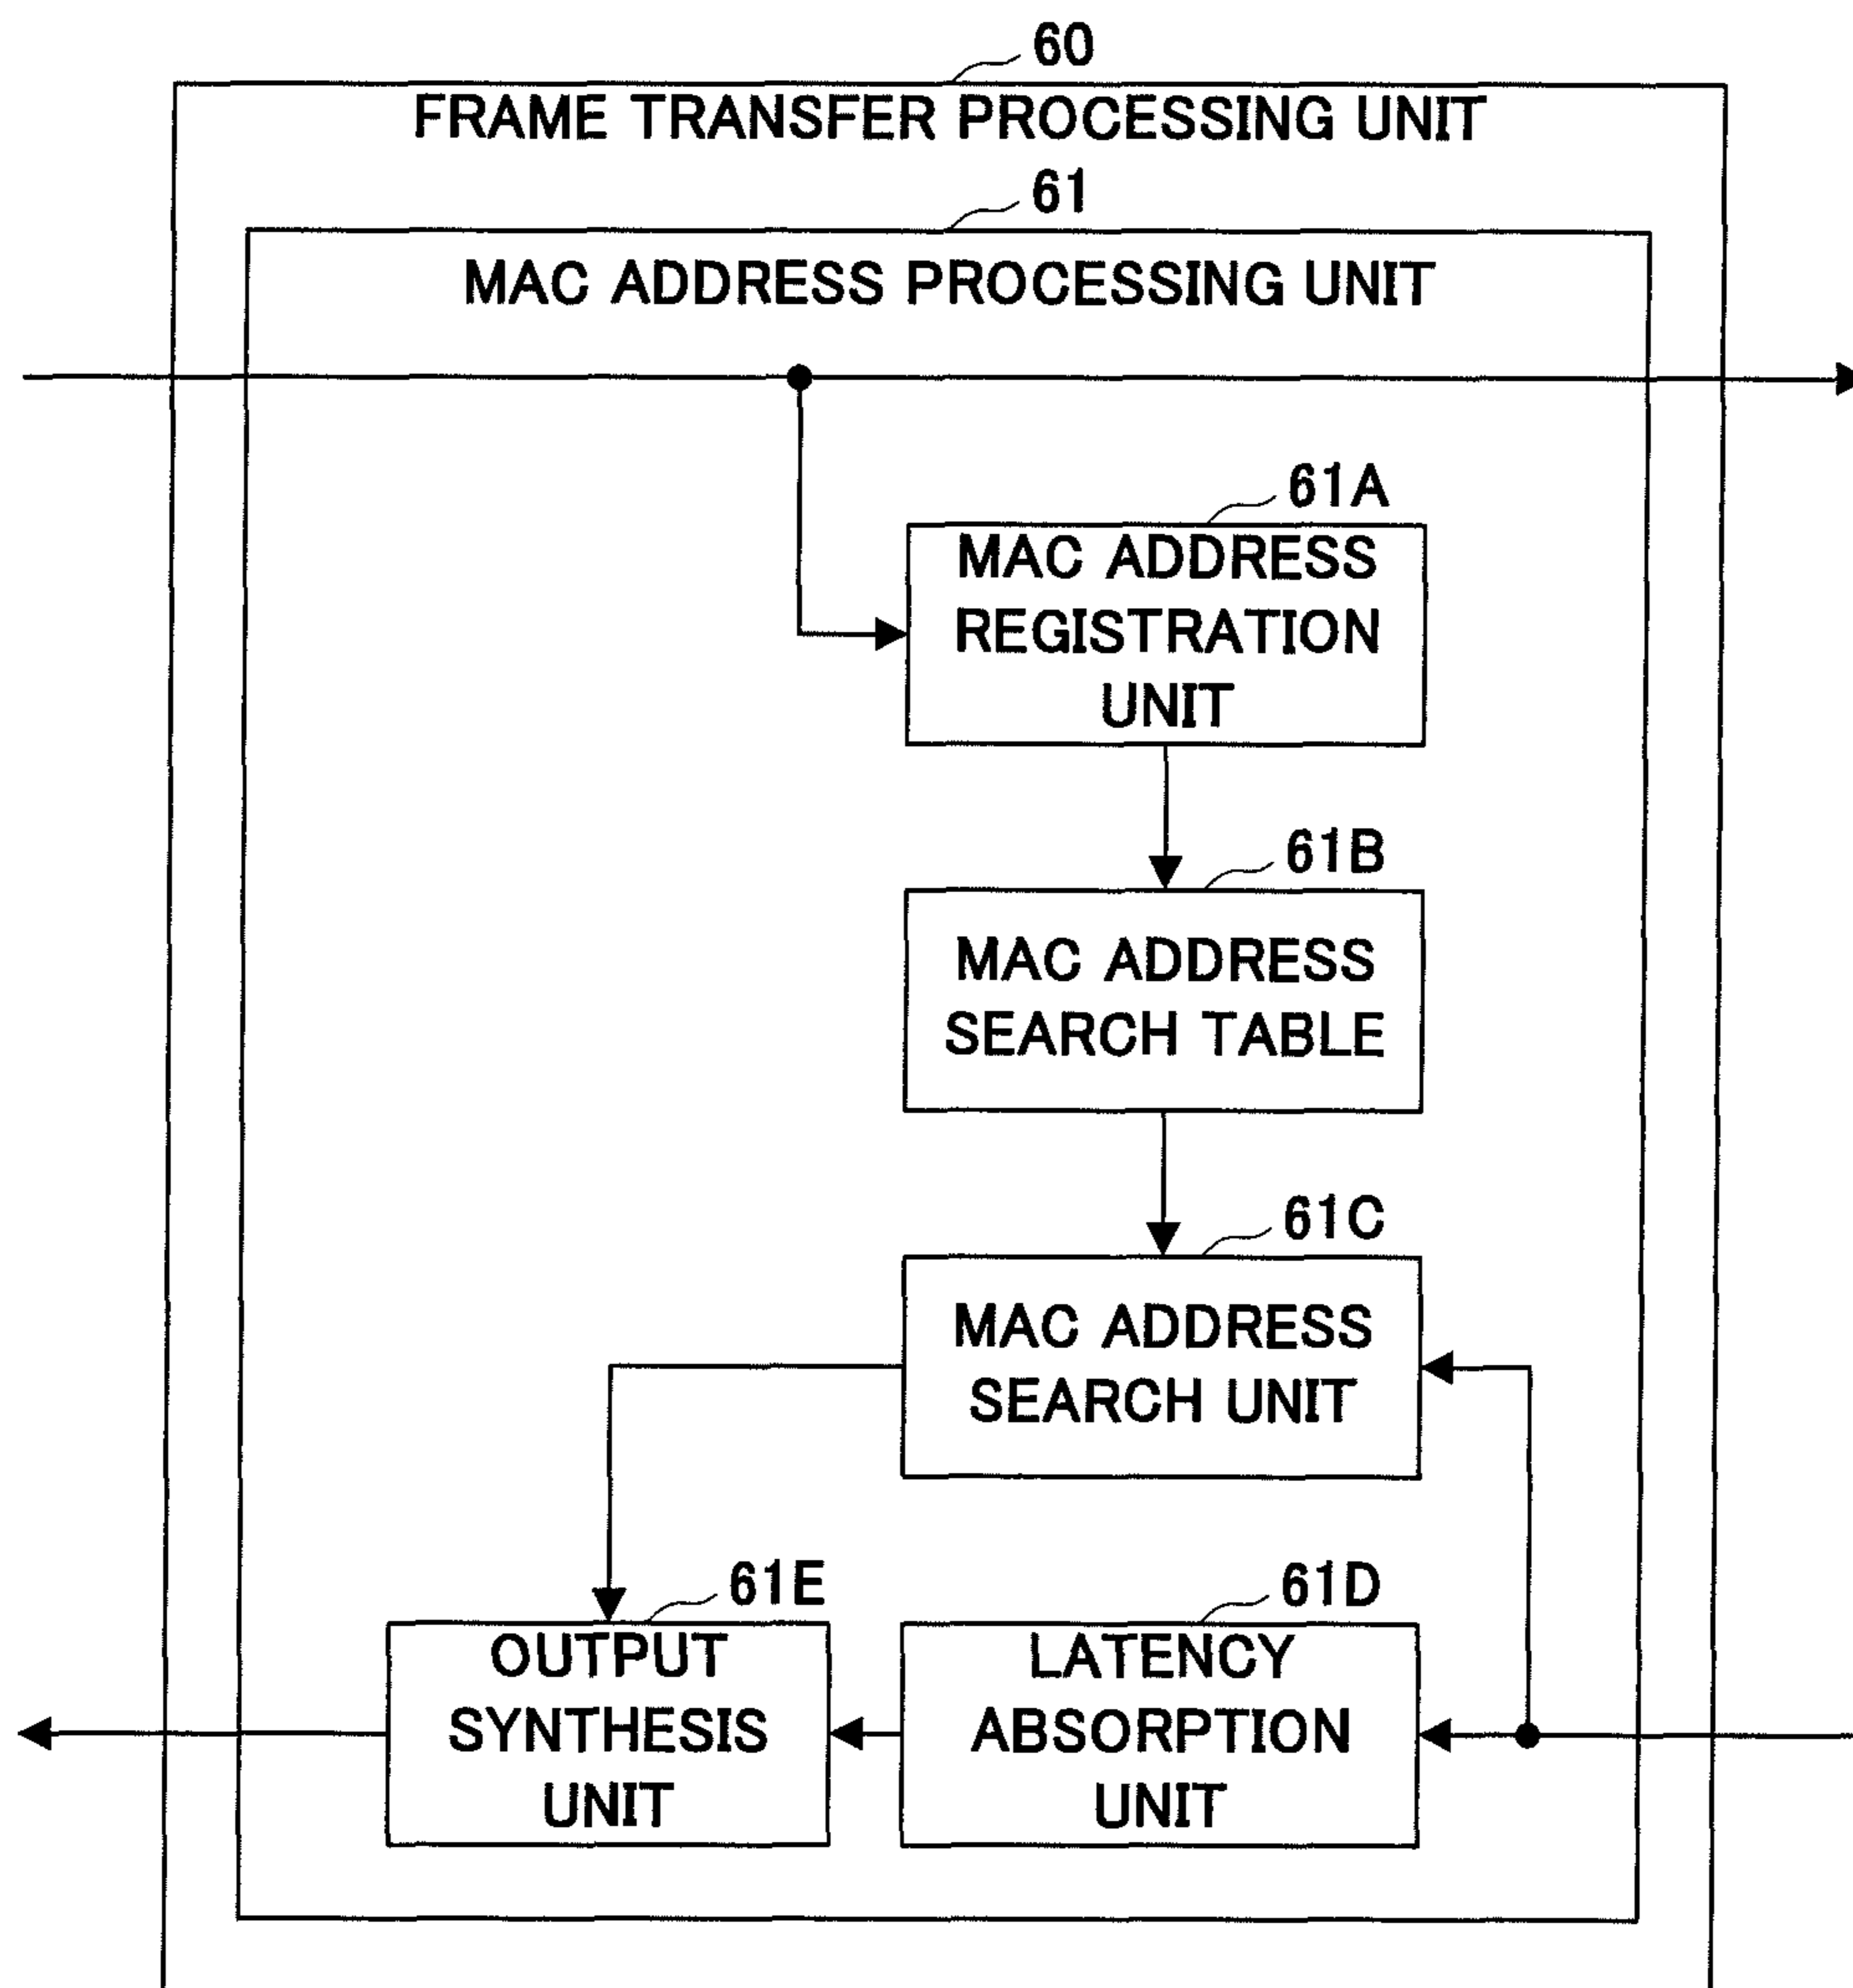 60
FRAME TRANSFER PROCESSING UNIT
61
MAC ADDRESS PROCESSING UNIT
61A
MAC ADDRESS
REGISTRATION
UNIT
61B
MAC ADDRESS
SEARCH TABLE
61C
MAC ADDRESS
SEARCH UNIT
61E
OUTPUT
SYNTHESIS
UNIT
61D
LATENCY
ABSORPTION
UNIT